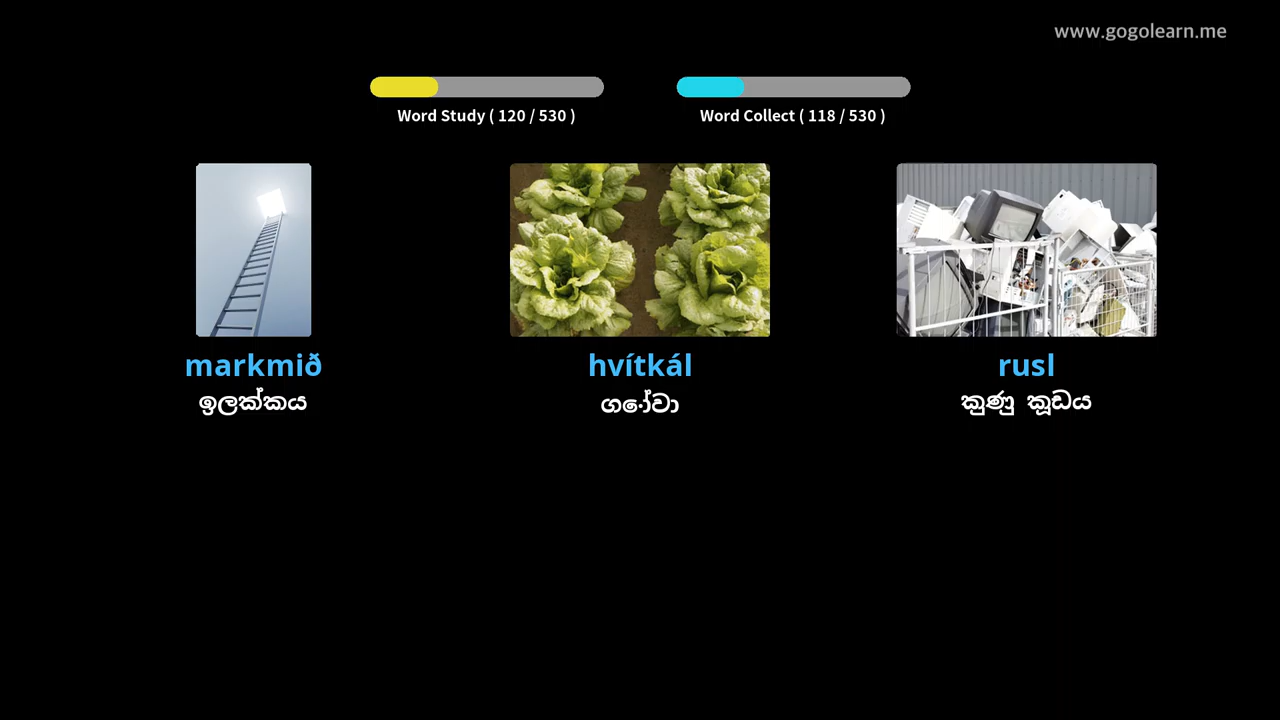 www.gogolearn.me
Word Study ( 120 / 530 )
Word Collect ( 118 / 530 )
markmið
hvítkál
rusl
ඉලක්කය
ගෝවා
කුණු කූඩය